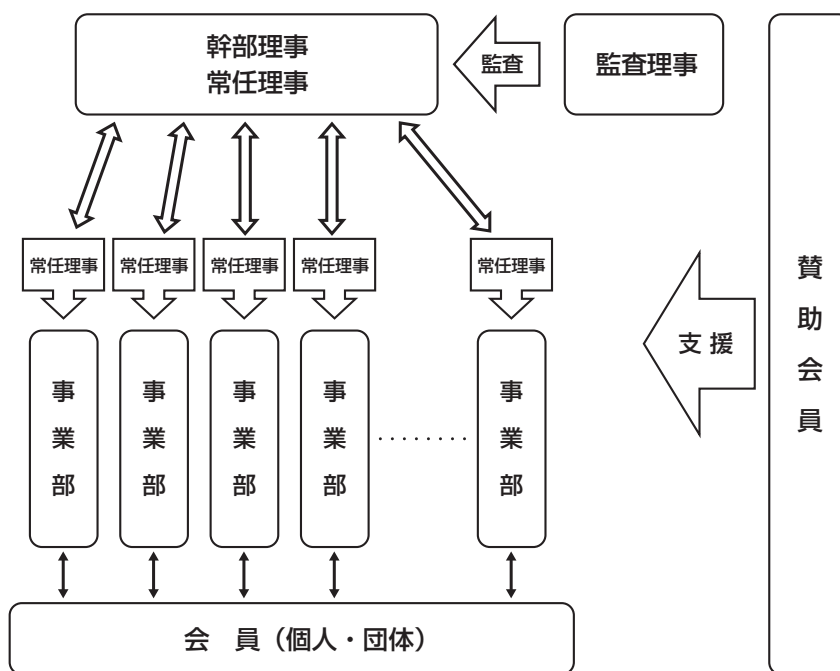 幹部理事
常任理事
監査
監査理事
常任理事
常任理事
常任理事
常任理事
常任理事
事業部
事業部
事業部
事業部
………
事業部
支援
賛助会員
会　員（個人・団体）